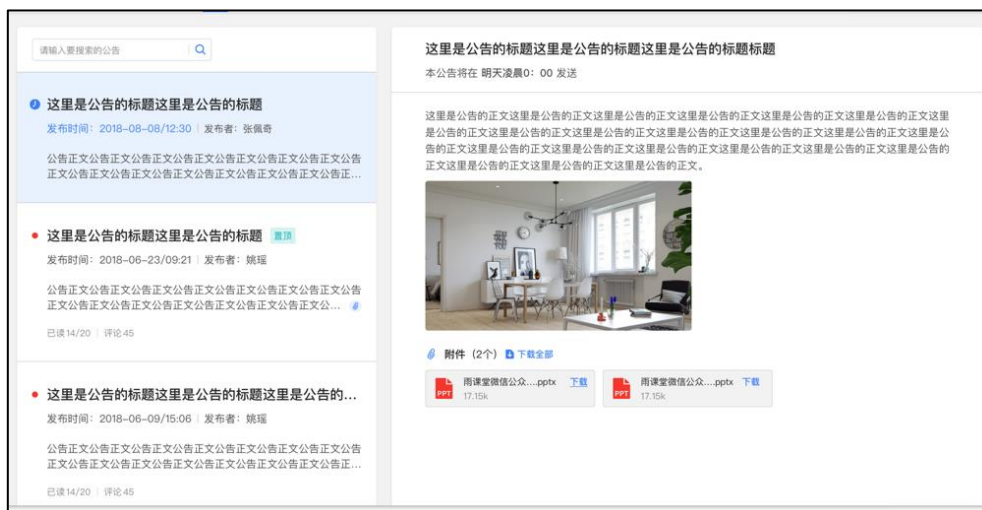 请输入要搜索的公告
这里是公告的标题这里是公告的标题
发布时间：2018-08-08/12:30 | 发布者：张佩奇
公告正文公告正文公告正文公告正文公告正文公告正文公告正文公告
正文公告正文公告正文公告正文公告正文公告正文公告正文公告正...
这里是公告的标题这里是公告的标题 置顶
发布时间：2018-06-23/09:21 | 发布者：姚瑶
公告正文公告正文公告正文公告正文公告正文公告正文公告正文公告
正文公告正文公告正文公告正文公告正文公告正文公告正文公...
已读14/20 | 评论45
这里是公告的标题这里是公告的标题这里是公告的...
发布时间：2018-06-09/15:06 | 发布者：姚瑶
公告正文公告正文公告正文公告正文公告正文公告正文公告正文公告
正文公告正文公告正文公告正文公告正文公告正文公告正文公告正...
已读14/20 | 评论45
这里是公告的标题这里是公告的标题这里是公告的标题标题
本公告将在 明天凌晨0：00 发送
这里是公告的正文这里是公告的正文这里是公告的正文这里是公告的正文这里是公告的正文这里是公告的正文这里
是公告的正文这里是公告的正文这里是公告的正文这里是公告的正文这里是公告的正文这里是公告的正文这里是公
告的正文这里是公告的正文这里是公告的正文这里是公告的正文这里是公告的正文这里是公告的正文这里是公告的
正文这里是公告的正文这里是公告的正文这里是公告的正文。
附件（2个） 下载全部
PPT 雨课堂微信公众....pptx 下载
17.15k
PPT 雨课堂微信公众....pptx 下载
17.15k